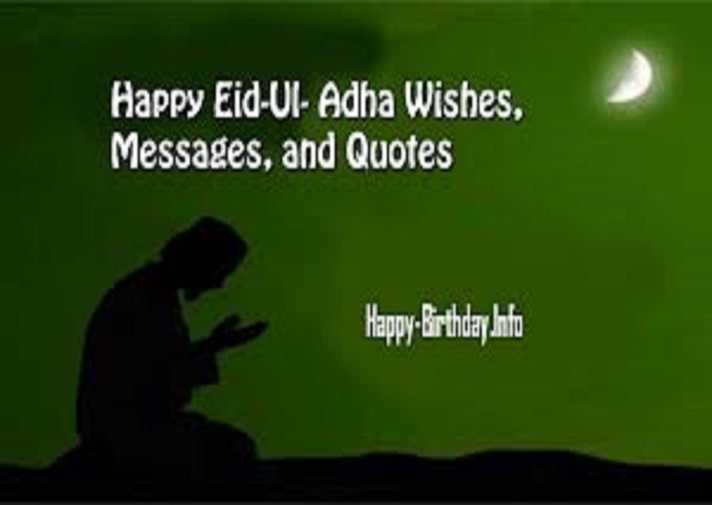 Happy Eid-Ul- Adha Wishes,
Messages, and Quotes
Happy-Birthday.Info